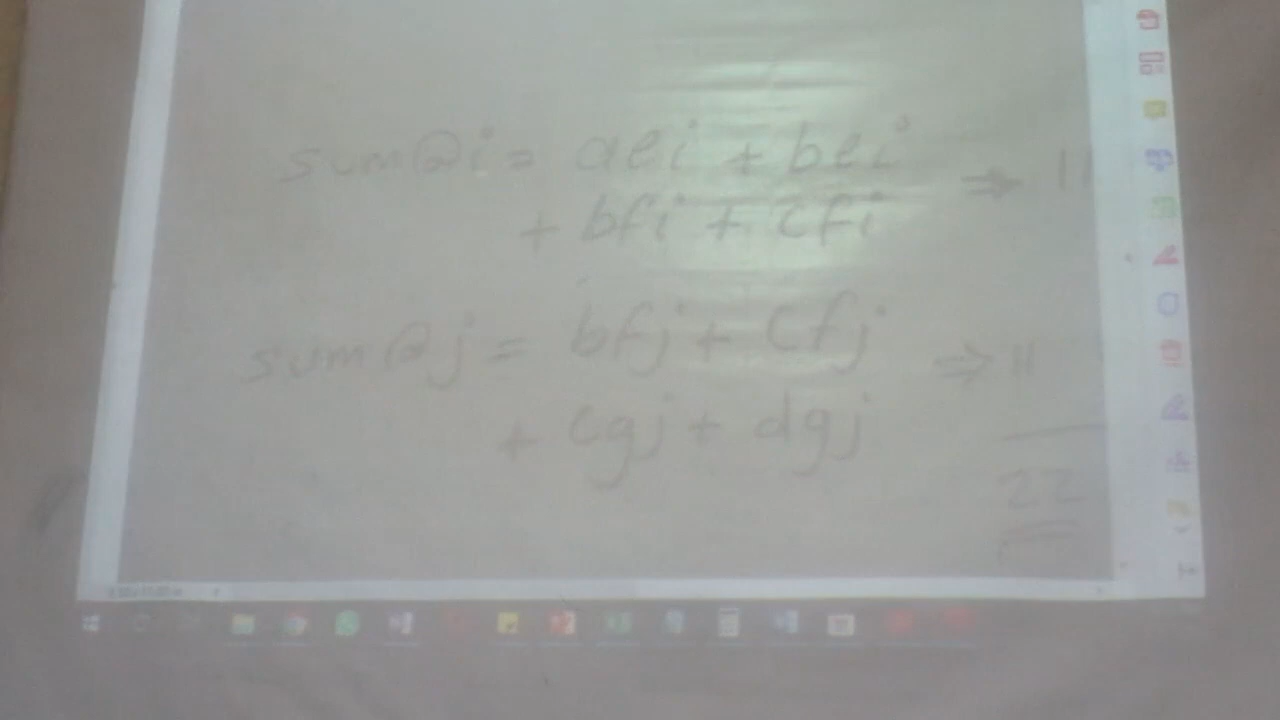 sum@i = aei + bei ⇒ 11
+ bfi + cfi
sum@j = bfj + cfj ⇒ 11
+ cgj + dgj
22